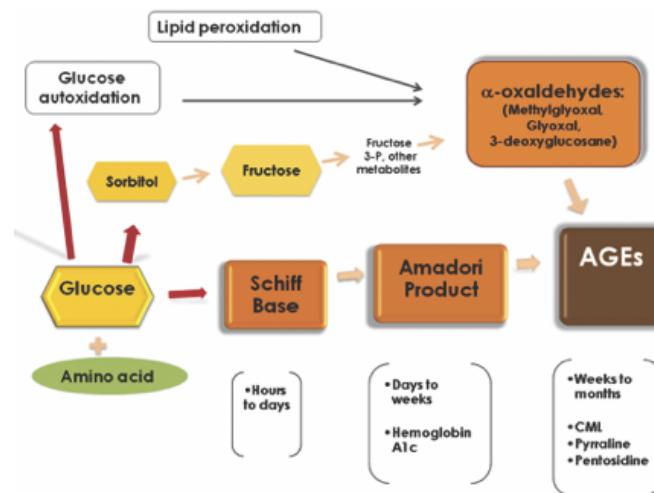 Lipid peroxidation
Glucose
autoxidation
α-oxaldehydes:
(Methylglyoxal,
Glyoxal,
3-deoxyglucosane)
Sorbitol
Fructose
Fructose
3-P, other
metabolites
Glucose
+
Amino acid
Schiff
Base
Amadori
Product
AGEs
•Hours
to days
•Days to
weeks
•Hemoglobin
A1c
•Weeks to
months
•CML
•Pyrraline
•Pentosidine